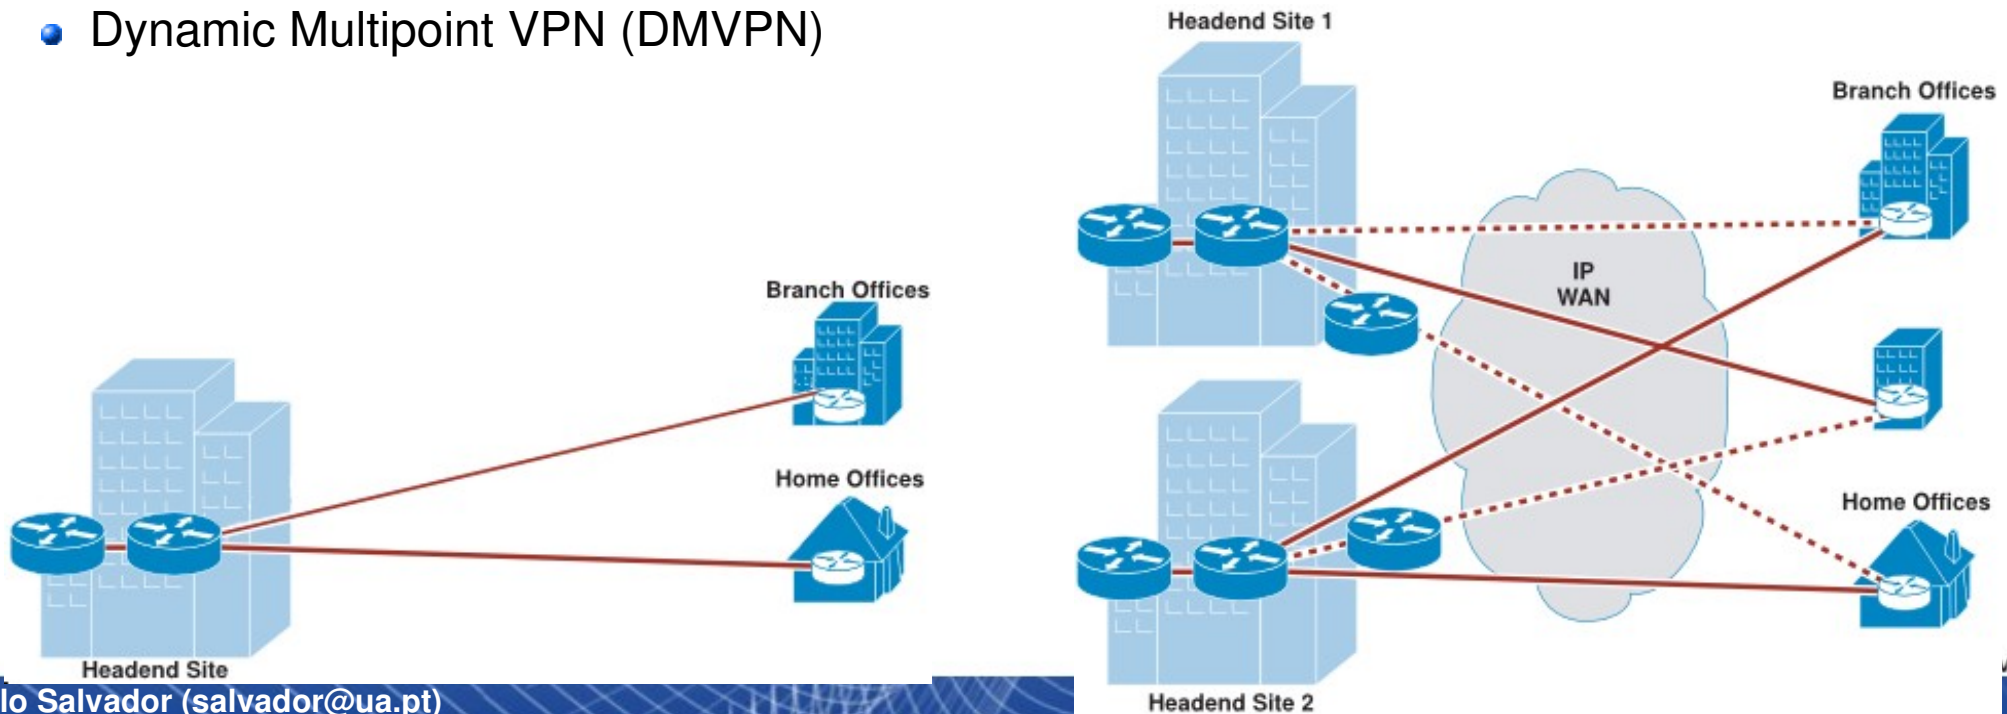 Dynamic Multipoint VPN (DMVPN)
Branch Offices
Home Offices
Headend Site
lo Salvador (salvador@ua.pt)
Headend Site 1
Branch Offices
IP
WAN
Home Offices
Headend Site 2